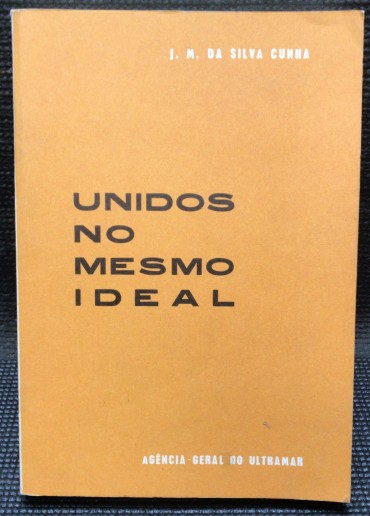 J. M. DA SILVA CUNHA
UNIDOS
NO
MESMO
IDEAL
AGÊNCIA-GERAL DO ULTRAMAR